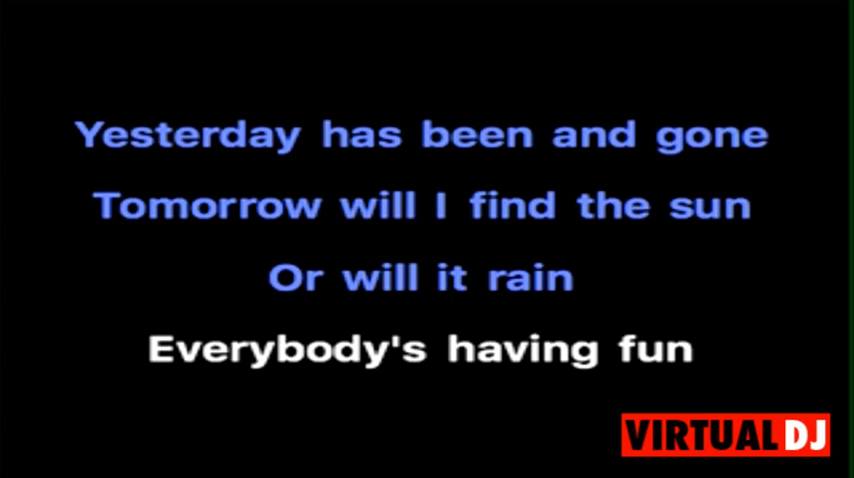 Yesterday has been and gone
Tomorrow will I find the sun
Or will it rain
Everybody's having fun
VIRTUAL DJ